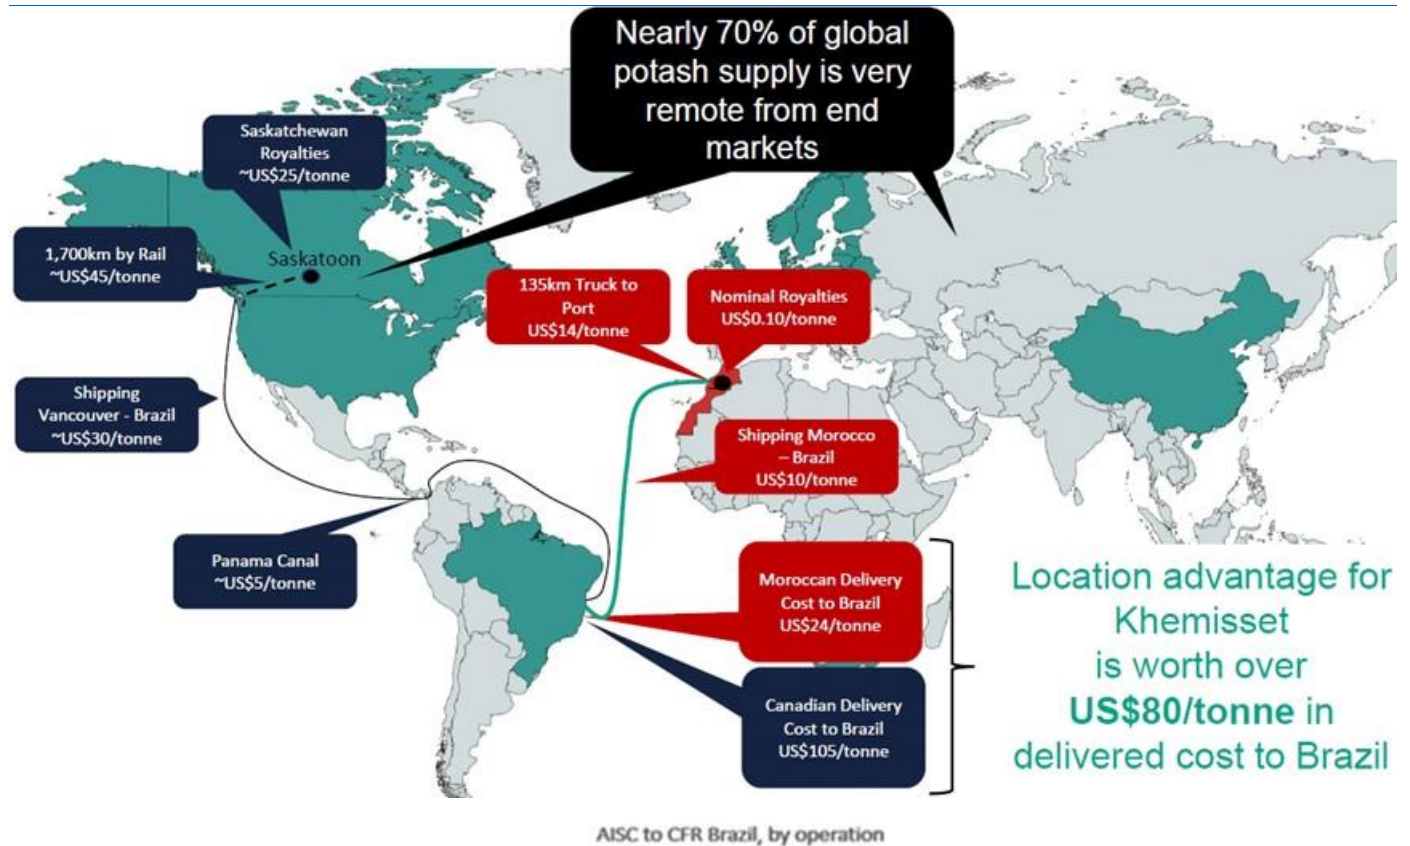 Nearly 70% of global
potash supply is very
remote from end
markets
Saskatchewan
Royalties
~US$25/tonne
1,700km by Rail
~US$45/tonne
Saskatoon
135km Truck to
Port
US$14/tonne
Nominal Royalties
US$0.10/tonne
Shipping
Vancouver - Brazil
~US$30/tonne
Shipping Morocco
– Brazil
US$10/tonne
Panama Canal
~US$5/tonne
Moroccan Delivery
Cost to Brazil
US$24/tonne
Canadian Delivery
Cost to Brazil
US$105/tonne
Location advantage for
Khemisset
is worth over
US$80/tonne in
delivered cost to Brazil
AISC to CFR Brazil, by operation